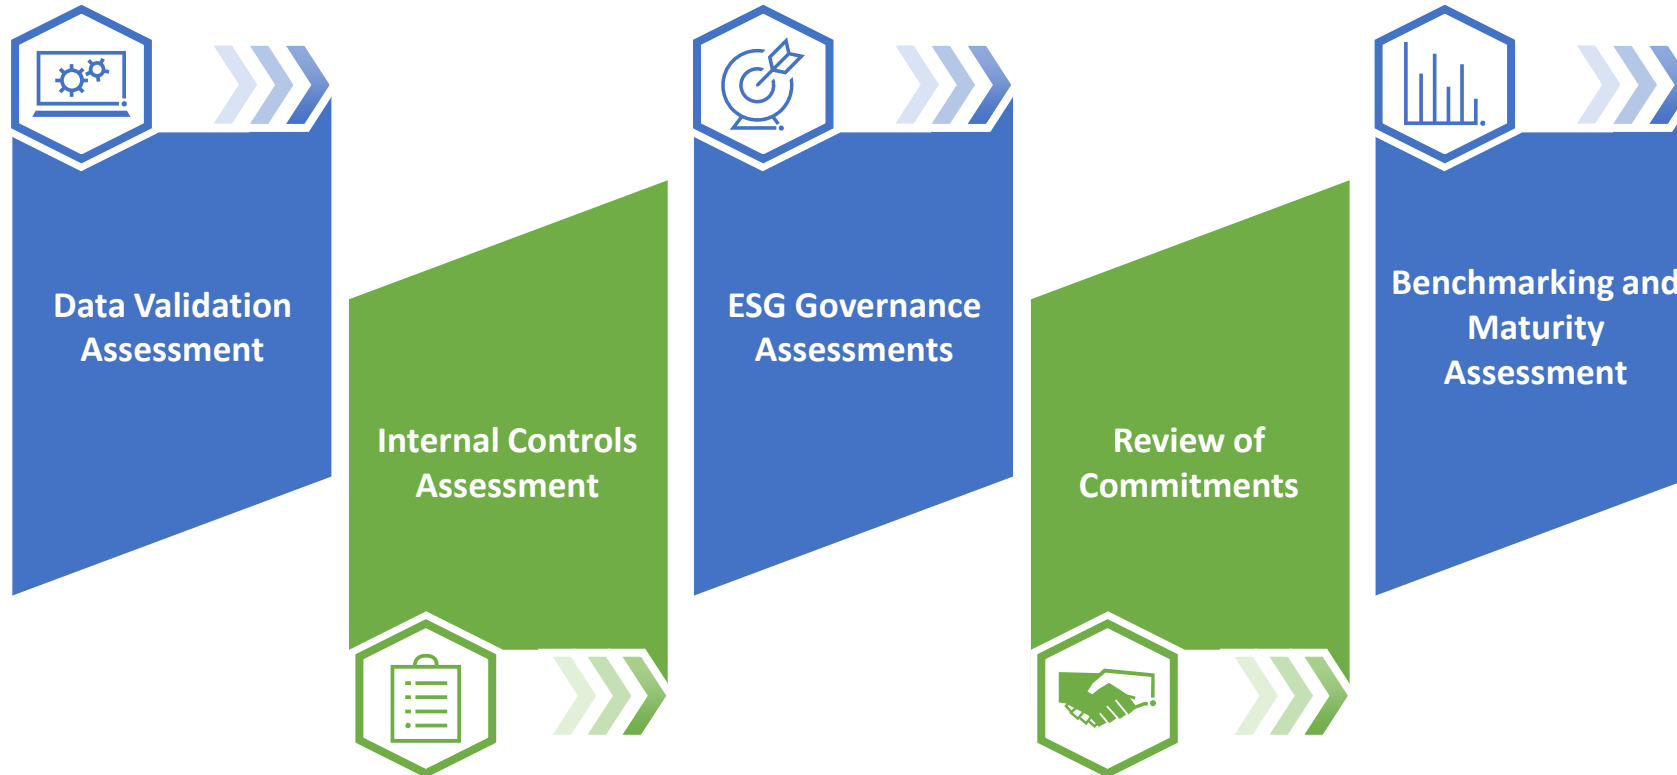 Data Validation
Assessment
Internal Controls
Assessment
ESG Governance
Assessments
Review of
Commitments
Benchmarking and
Maturity
Assessment